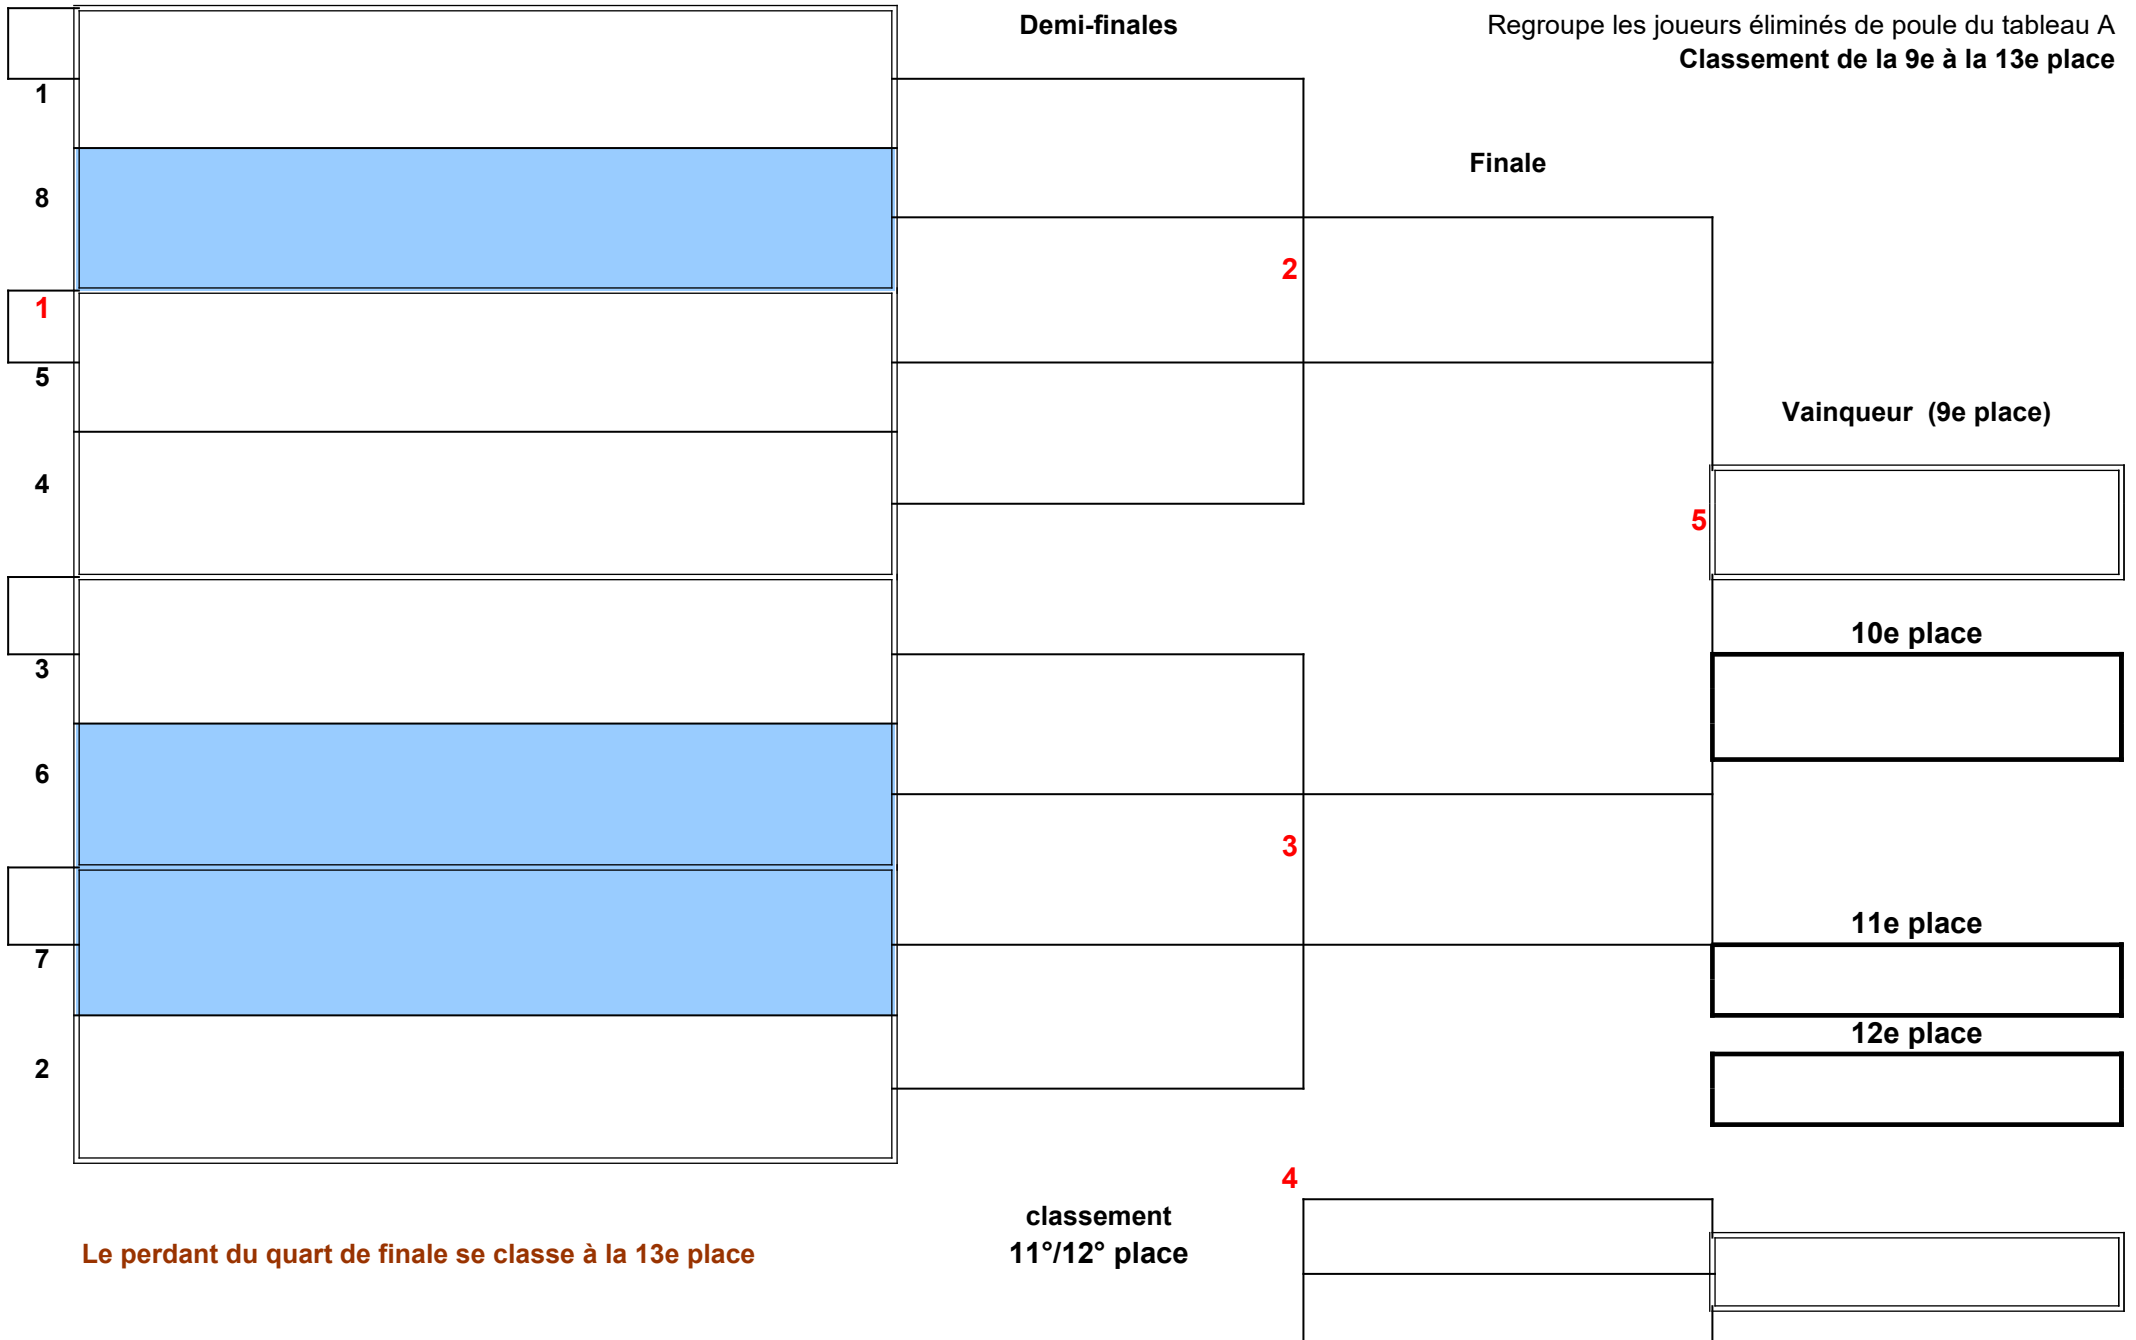 Demi-finales
Regroupe les joueurs éliminés de poule du tableau A
Classement de la 9e à la 13e place
1
Finale
8
2
1
5
Vainqueur (9e place)
4
5
10e place
3
6
3
11e place
7
12e place
2
4
classement
11°/12° place
Le perdant du quart de finale se classe à la 13e place